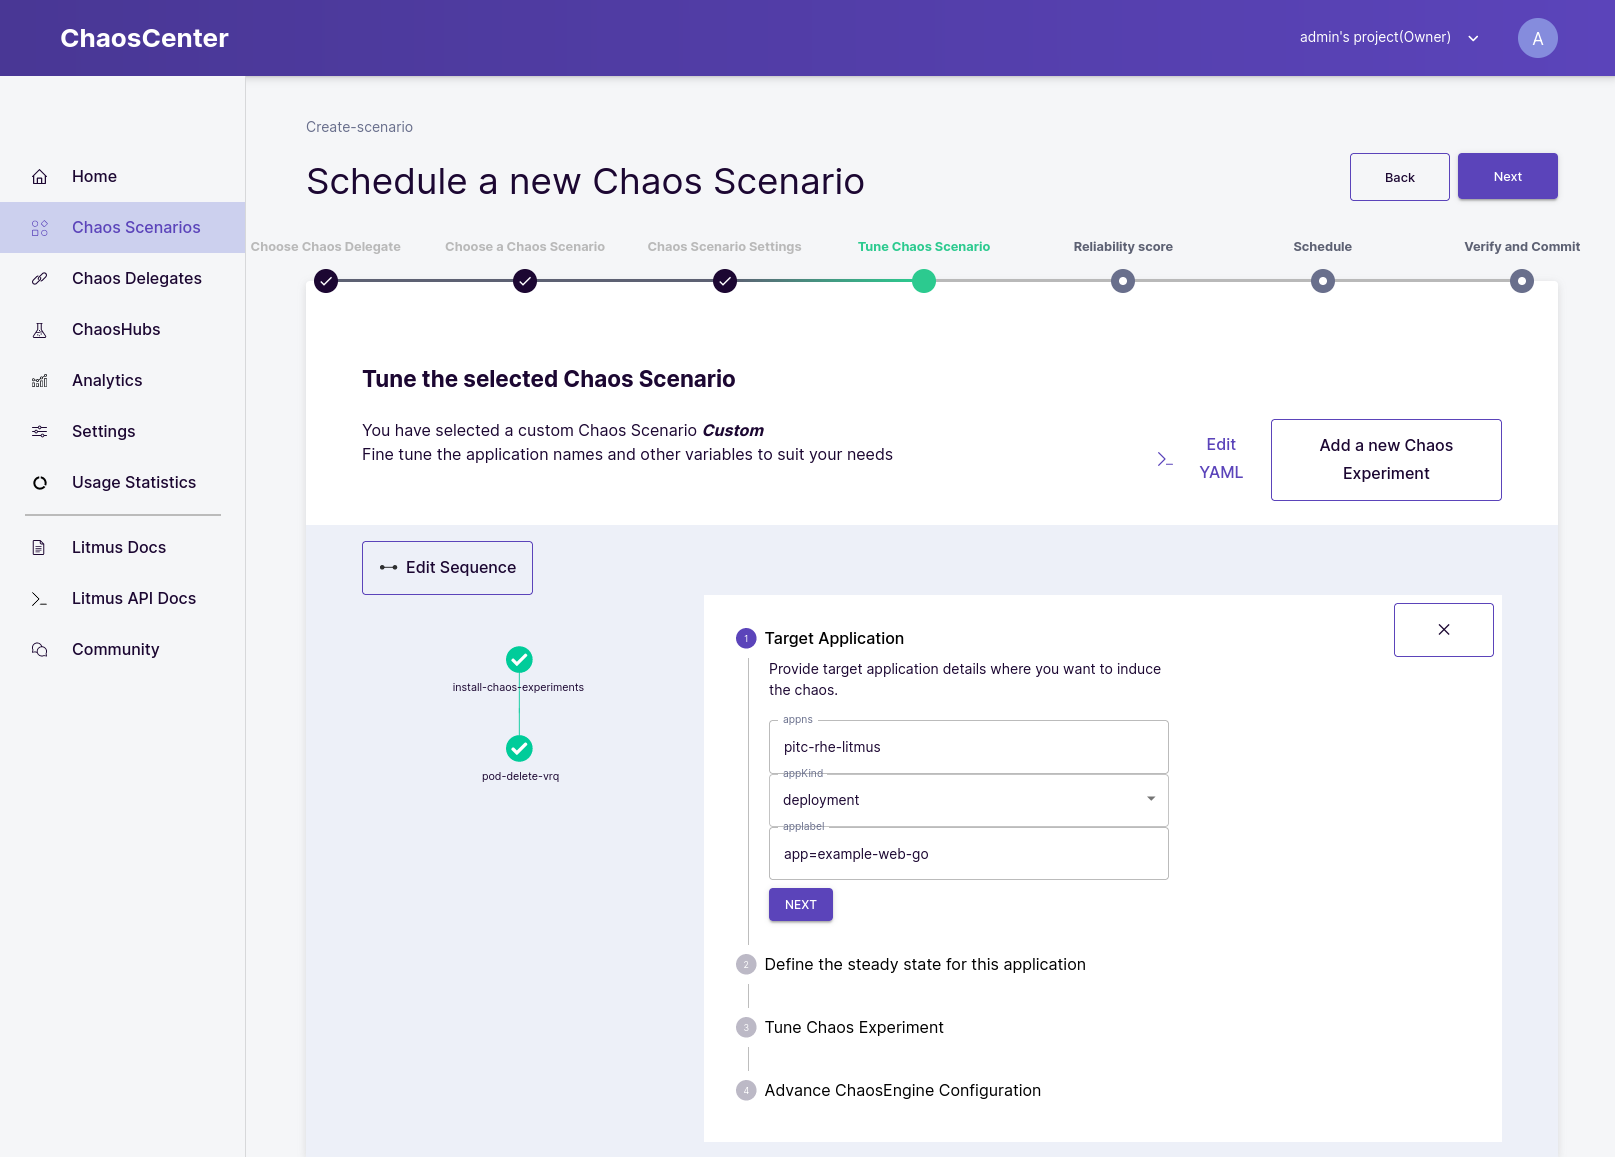 ChaosCenter
admin's project(Owner)
A
Home
Chaos Scenarios
Chaos Delegates
ChaosHubs
Analytics
Settings
Usage Statistics
Litmus Docs
Litmus API Docs
Community
Create-scenario
Schedule a new Chaos Scenario
Back
Next
Choose Chaos Delegate
Choose a Chaos Scenario
Chaos Scenario Settings
Tune Chaos Scenario
Reliability score
Schedule
Verify and Commit
Tune the selected Chaos Scenario
You have selected a custom Chaos Scenario Custom
Fine tune the application names and other variables to suit your needs
Edit
YAML
Add a new Chaos
Experiment
Edit Sequence
install-chaos-experiments
pod-delete-vrq
1 Target Application
Provide target application details where you want to induce
the chaos.
appns
pitc-rhe-litmus
appKind
deployment
applabel
app=example-web-go
NEXT
2 Define the steady state for this application
3 Tune Chaos Experiment
4 Advance ChaosEngine Configuration